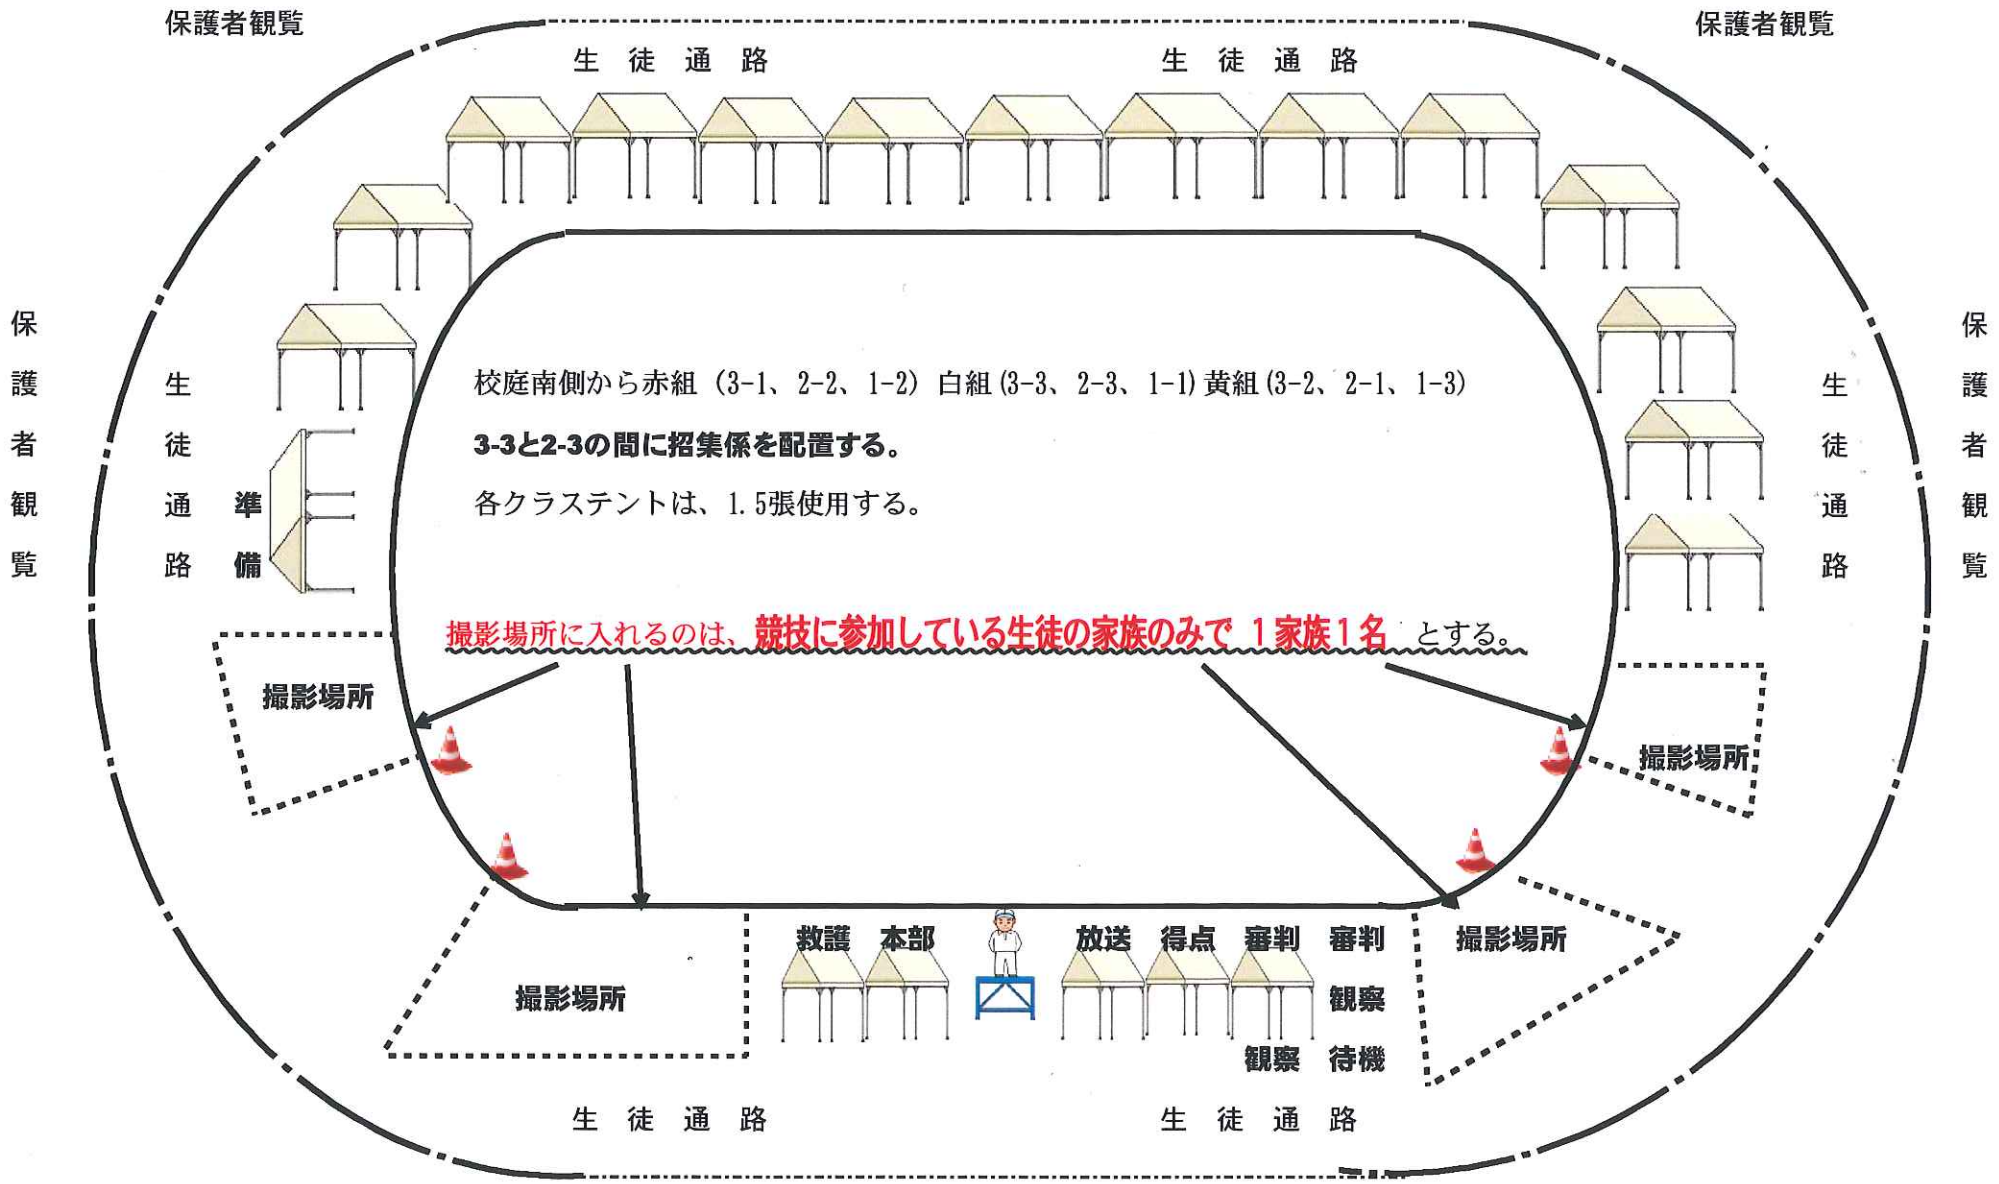 保護者観覧
保護者観覧
生徒通路
生徒通路
保護者観覧
生徒通路
準備
校庭南側から赤組（3-1、2-2、1-2）白組(3-3、2-3、1-1)黄組(3-2、2-1、1-3)
3-3と2-3の間に招集係を配置する。
各クラステントは、1.5張使用する。
生徒通路
保護者観覧
撮影場所に入れるのは、競技に参加している生徒の家族のみで １家族１名 とする。
撮影場所
撮影場所
救護
本部
放送
得点
審判
審判
撮影場所
撮影場所
観察
観察
待機
生徒通路
生徒通路